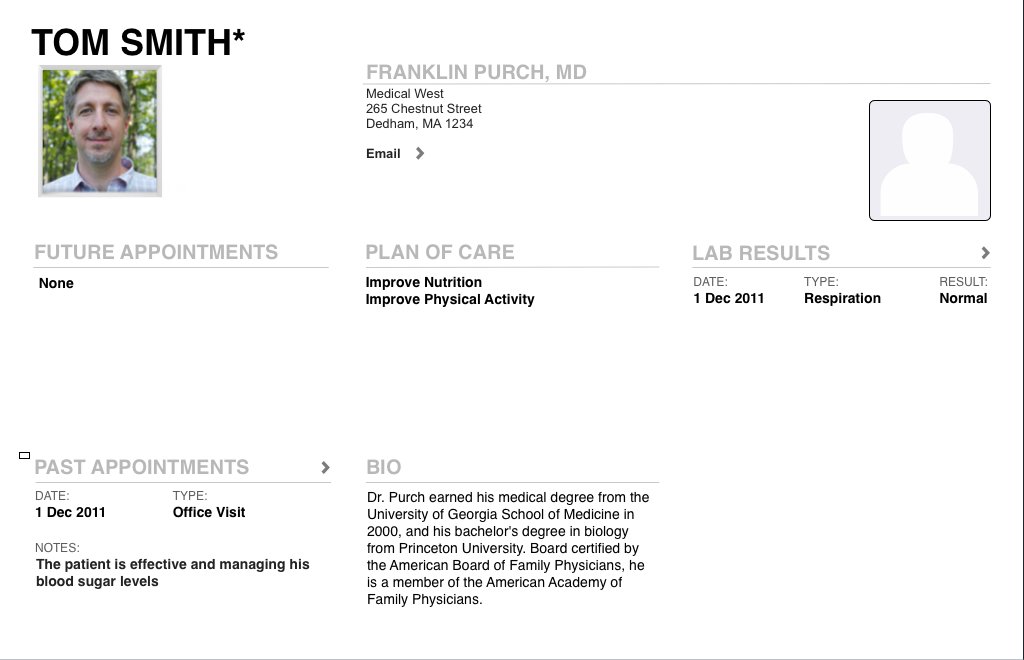 TOM SMITH*
FRANKLIN PURCH, MD
Medical West
265 Chestnut Street
Dedham, MA 1234
Email
FUTURE APPOINTMENTS
None
PLAN OF CARE
Improve Nutrition
Improve Physical Activity
LAB RESULTS
DATE: TYPE: RESULT:
1 Dec 2011 Respiration Normal
PAST APPOINTMENTS
DATE: TYPE:
1 Dec 2011 Office Visit
NOTES:
The patient is effective and managing his
blood sugar levels
BIO
Dr. Purch earned his medical degree from the
University of Georgia School of Medicine in
2000, and his bachelor's degree in biology
from Princeton University. Board certified by
the American Board of Family Physicians, he
is a member of the American Academy of
Family Physicians.